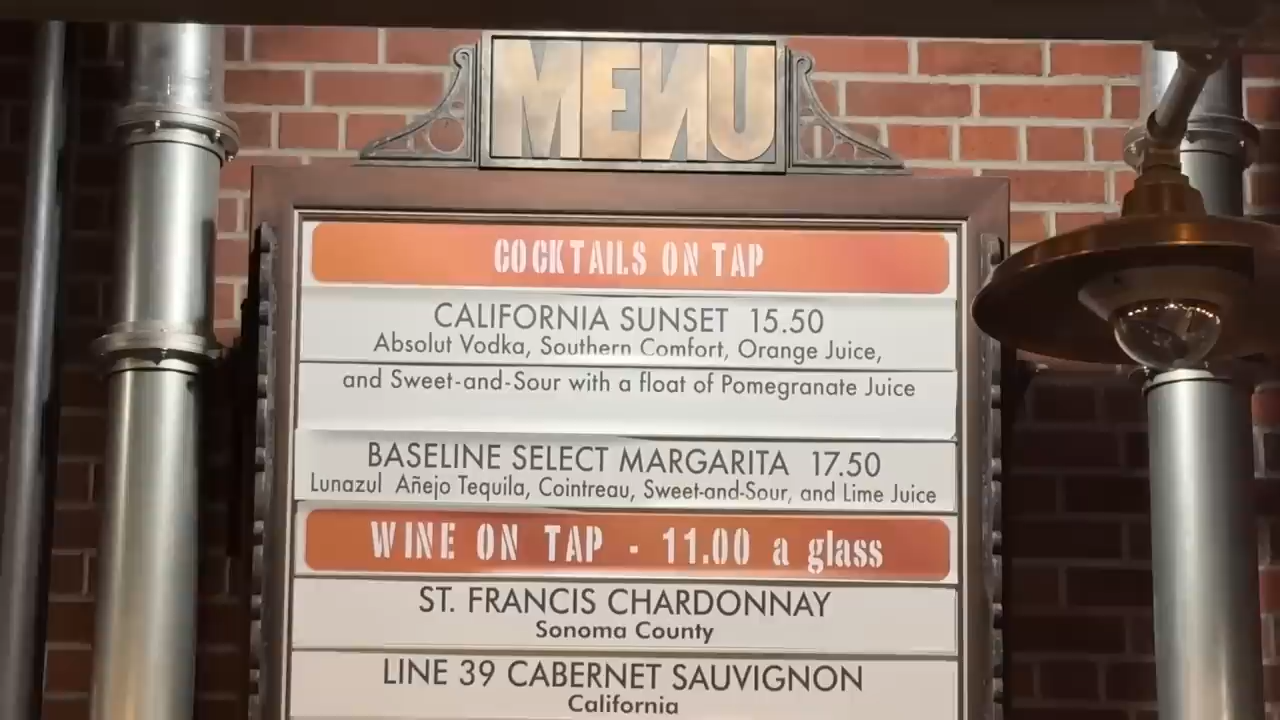 MENU
COCKTAILS ON TAP
CALIFORNIA SUNSET 15.50
Absolut Vodka, Southern Comfort, Orange Juice,
and Sweet-and-Sour with a float of Pomegranate Juice
BASELINE SELECT MARGARITA 17.50
Lunazul Añejo Tequila, Cointreau, Sweet-and-Sour, and Lime Juice
WINE ON TAP - 11.00 a glass
ST. FRANCIS CHARDONNAY
Sonoma County
LINE 39 CABERNET SAUVIGNON
California